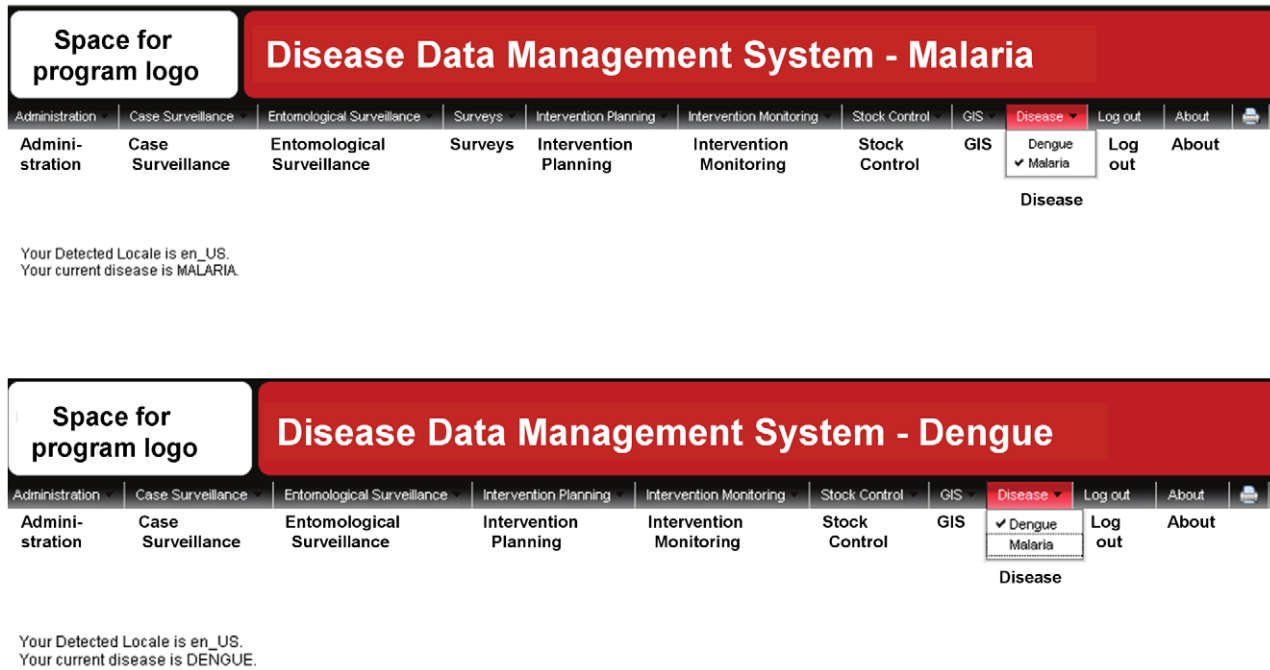 Space for
program logo
Disease Data Management System - Malaria
Administration Case Surveillance Entomological Surveillance Surveys Intervention Planning Intervention Monitoring Stock Control GIS Disease Log out About
Admini-
stration
Case
Surveillance
Entomological
Surveillance
Surveys
Intervention
Planning
Intervention
Monitoring
Stock
Control
GIS
Dengue
✔ Malaria
Disease
Log
out
About
Your Detected Locale is en_US.
Your current disease is MALARIA.
Space for
program logo
Disease Data Management System - Dengue
Administration Case Surveillance Entomological Surveillance Intervention Planning Intervention Monitoring Stock Control GIS Disease Log out About
Admini-
stration
Case
Surveillance
Entomological
Surveillance
Intervention
Planning
Intervention
Monitoring
Stock
Control
GIS
✔ Dengue
Malaria
Disease
Log
out
About
Your Detected Locale is en_US.
Your current disease is DENGUE.